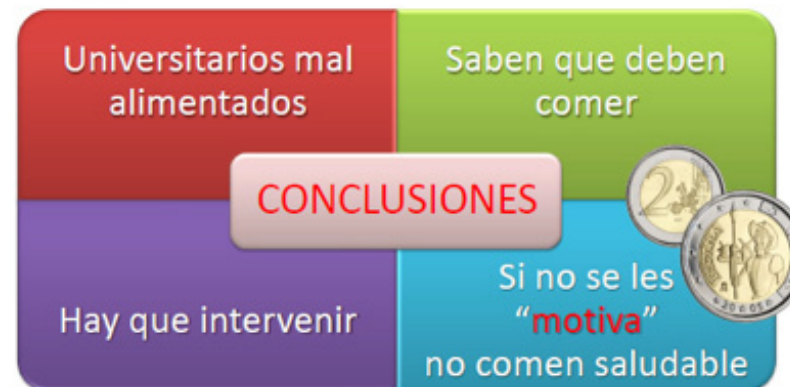 Universitarios mal
alimentados
Saben que deben
comer
CONCLUSIONES
Hay que intervenir
Si no se les
“motiva”
no comen saludable
2